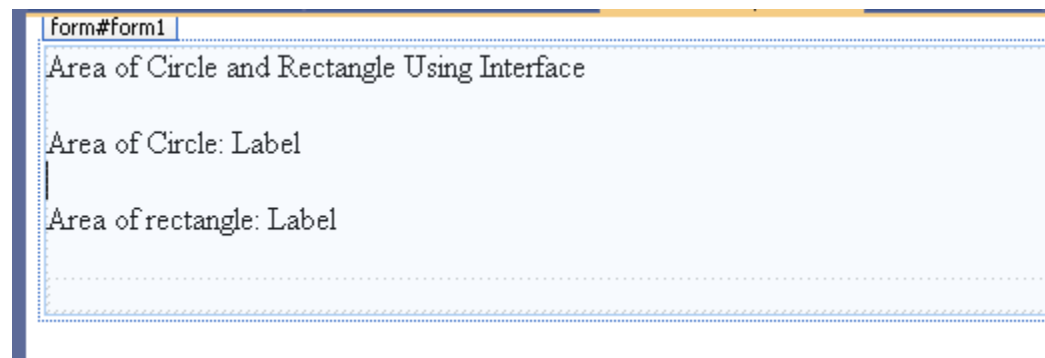 form#form1
Area of Circle and Rectangle Using Interface
Area of Circle: Label
Area of rectangle: Label